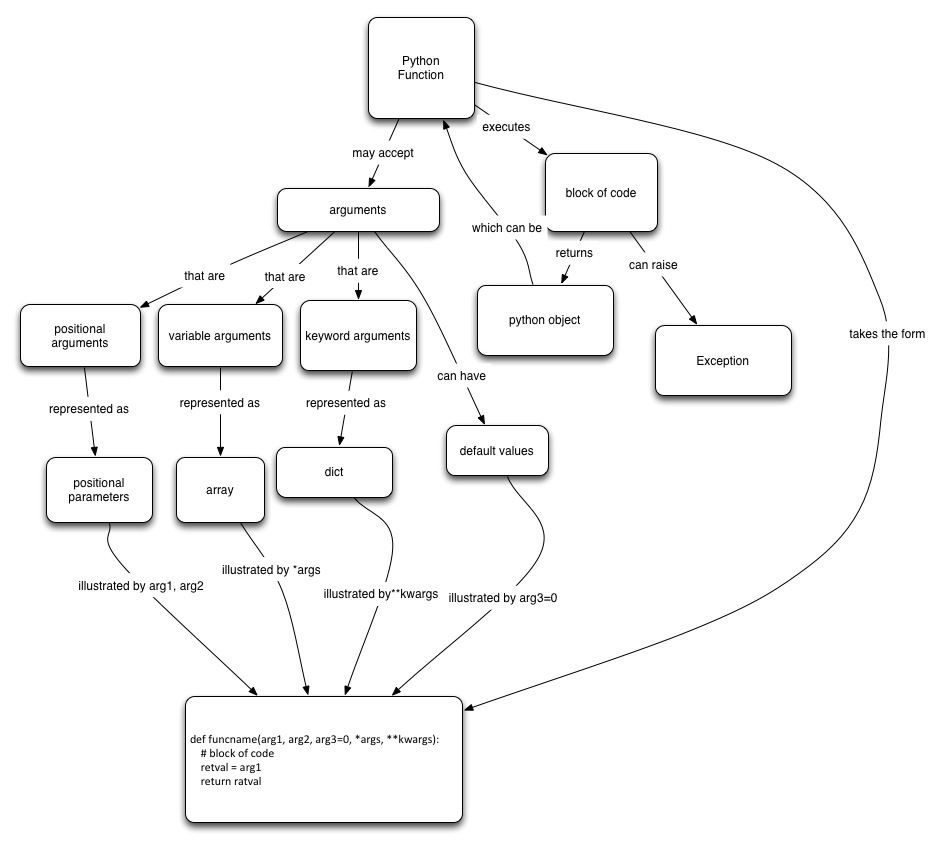 Python
Function
executes
may accept
block of code
arguments
which can be
returns
can raise
that are
that are
that are
positional
arguments
variable arguments
keyword arguments
python object
Exception
takes the form
can have
represented as
represented as
represented as
default values
positional
parameters
array
dict
illustrated by arg1, arg2
illustrated by *args
illustrated by**kwargs
illustrated by arg3=0
def funcname(arg1, arg2, arg3=0, *args, **kwargs):
# block of code
retval = arg1
return ratval